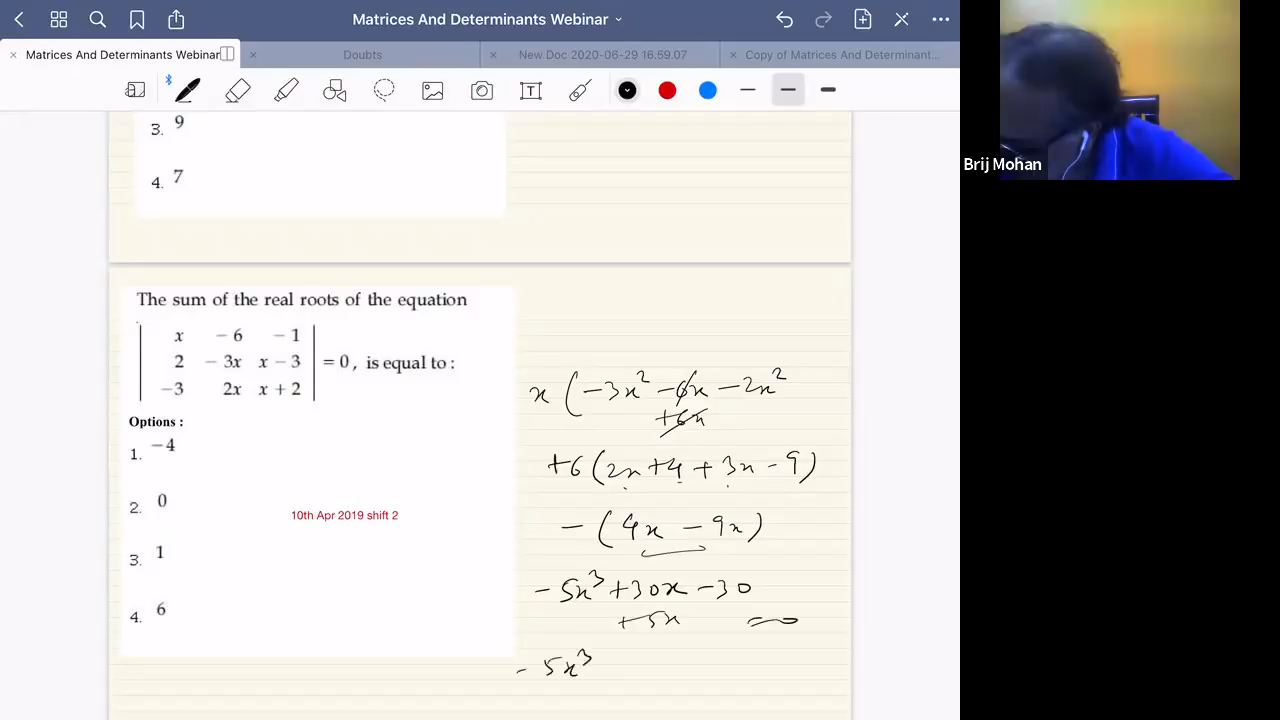 Matrices And Determinants Webinar
Matrices And Determinants Webinar
Doubts
New Doc 2020-06-29 16.59.07
Copy of Matrices And Determinant...
T
Brij Mohan
3. 9
4. 7
The sum of the real roots of the equation
| x −6 −1 |
| 2 −3x x−3 | = 0, is equal to :
| −3 2x x+2 |
Options :
1. −4
2. 0
10th Apr 2019 shift 2
3. 1
4. 6
x (−3x² −6x −2x²
+6x
+6(2x+4+3x−9)
−(4x −9x)
−5x³+30x−30
+5x =0
−5x³